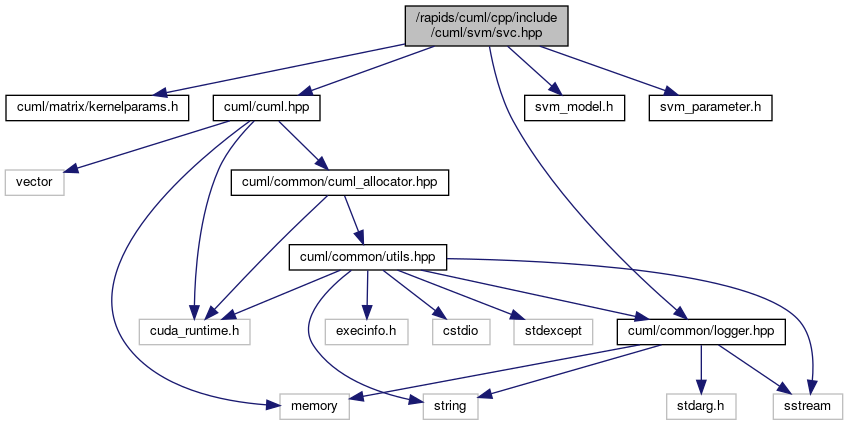 /rapids/cuml/cpp/include
/cuml/svm/svc.hpp
cuml/matrix/kernelparams.h
cuml/cuml.hpp
svm_model.h
svm_parameter.h
vector
cuml/common/cuml_allocator.hpp
cuml/common/utils.hpp
cuda_runtime.h
execinfo.h
cstdio
stdexcept
cuml/common/logger.hpp
memory
string
stdarg.h
sstream